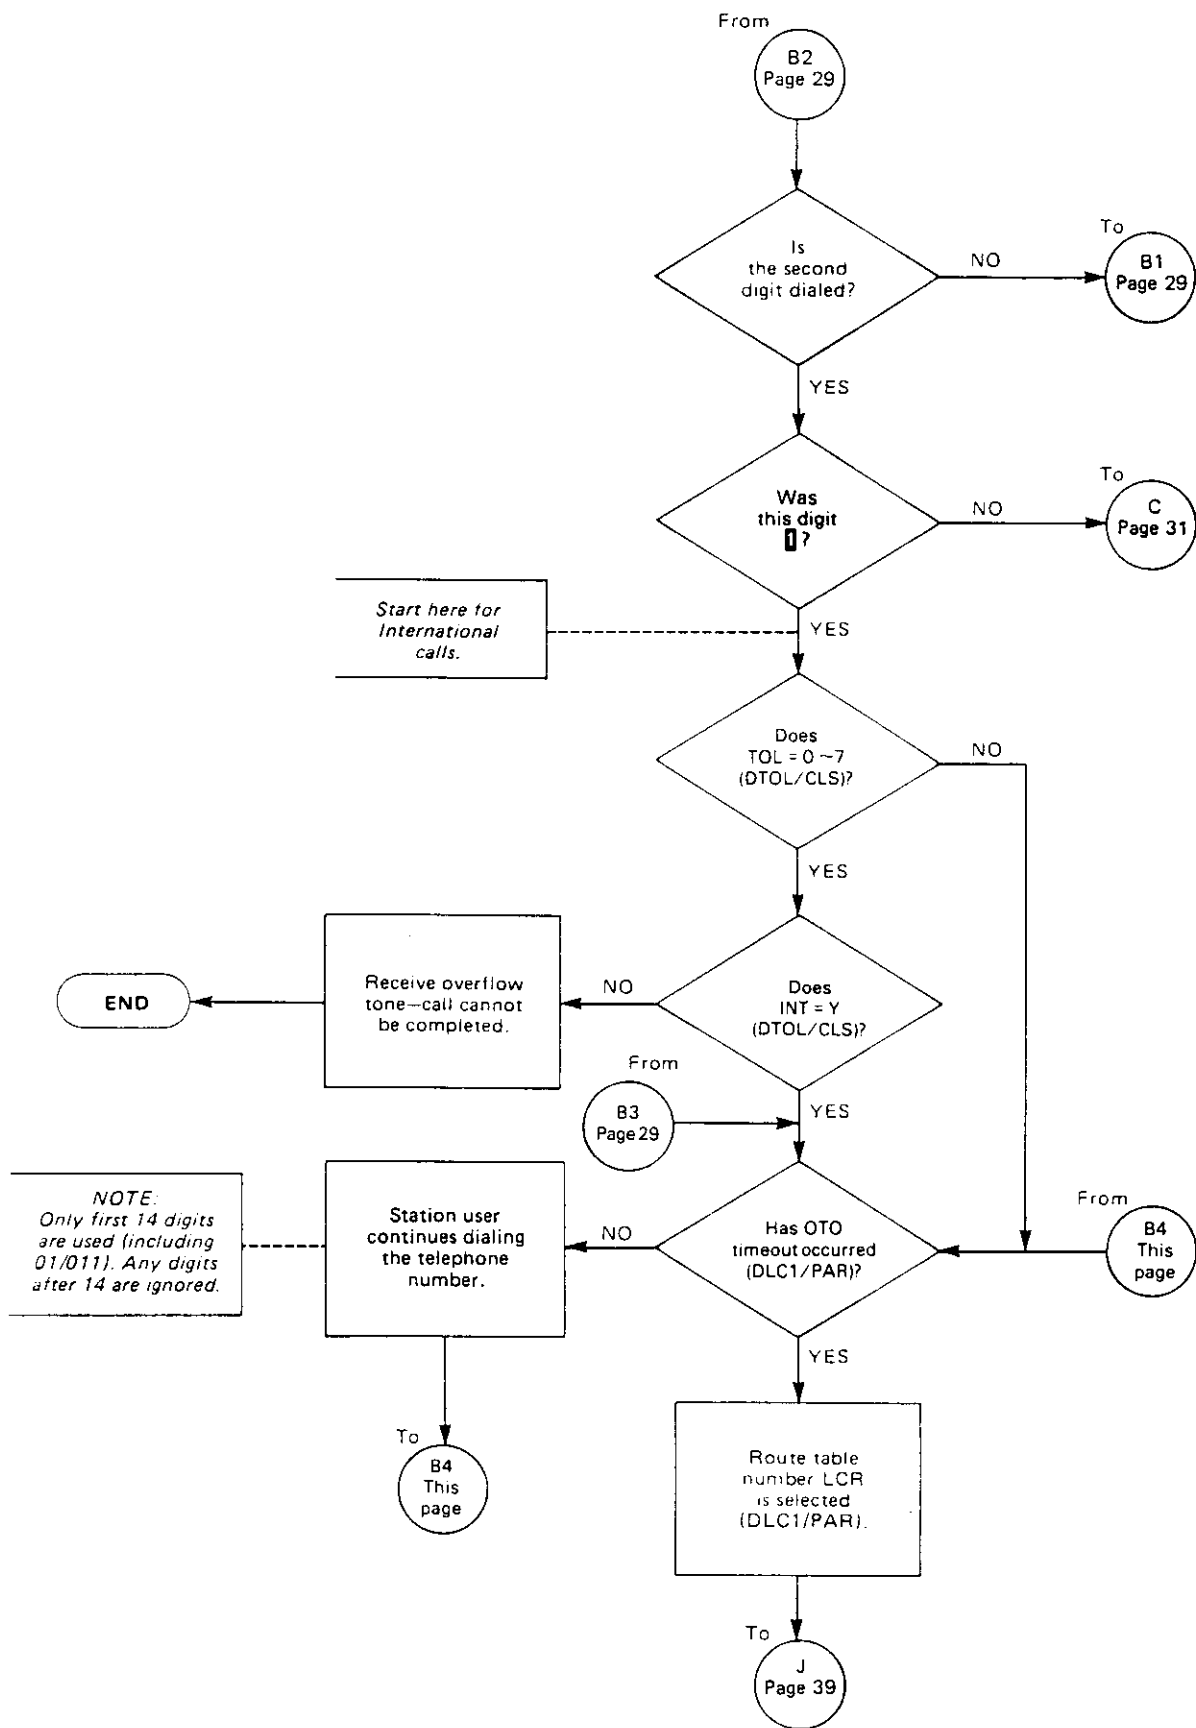 From
B2
Page 29
Is
the second
digit dialed?
NO
To
B1
Page 29
YES
Was
this digit
1?
NO
To
C
Page 31
YES
Start here for
International
calls.
Does
TOL = 0 ~7
(DTOL/CLS)?
NO
YES
Does
INT = Y
(DTOL/CLS)?
NO
Receive overflow
tone—call cannot
be completed.
END
YES
From
B3
Page 29
Has OTO
timeout occurred
(DLC1/PAR)?
From
B4
This
page
NO
Station user
continues dialing
the telephone
number.
NOTE:
Only first 14 digits
are used (including
01/011). Any digits
after 14 are ignored.
To
B4
This
page
YES
Route table
number LCR
is selected
(DLC1/PAR).
To
J
Page 39